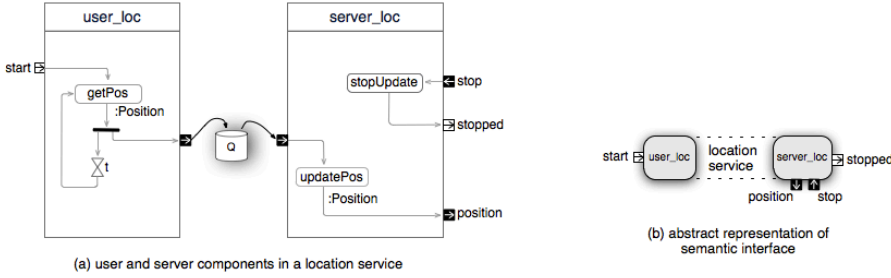 user_loc
server_loc
start
getPos
:Position
t
Q
stopUpdate
stop
stopped
updatePos
:Position
position
(a) user and server components in a location service
start
user_loc
location
service
server_loc
stopped
position
stop
(b) abstract representation of
semantic interface